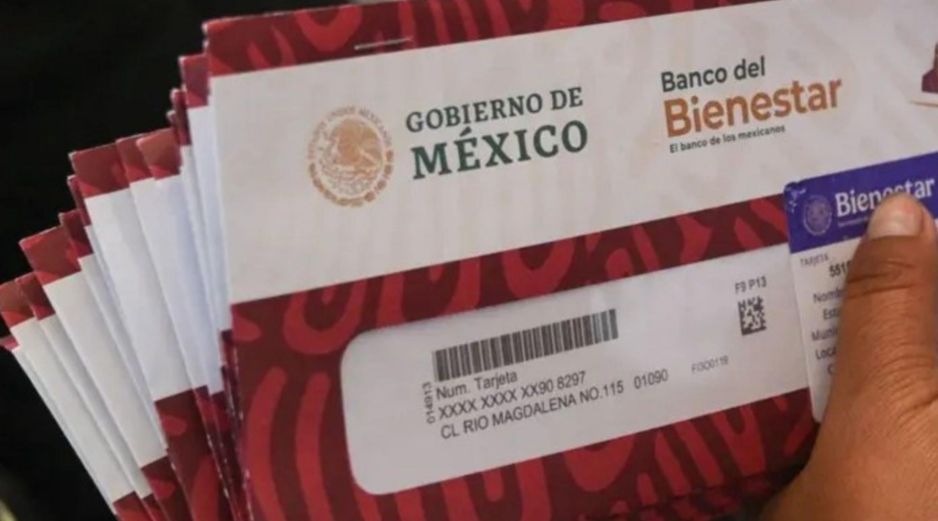 GOBIERNO DE
MÉXICO
Banco del
Bienestar
El banco de los mexicanos
Bienestar
TARJETA
F9 P13
014913
Num. Tarjeta
XXXX XXXX XX90 8297
CL RIO MAGDALENA NO.115 01090